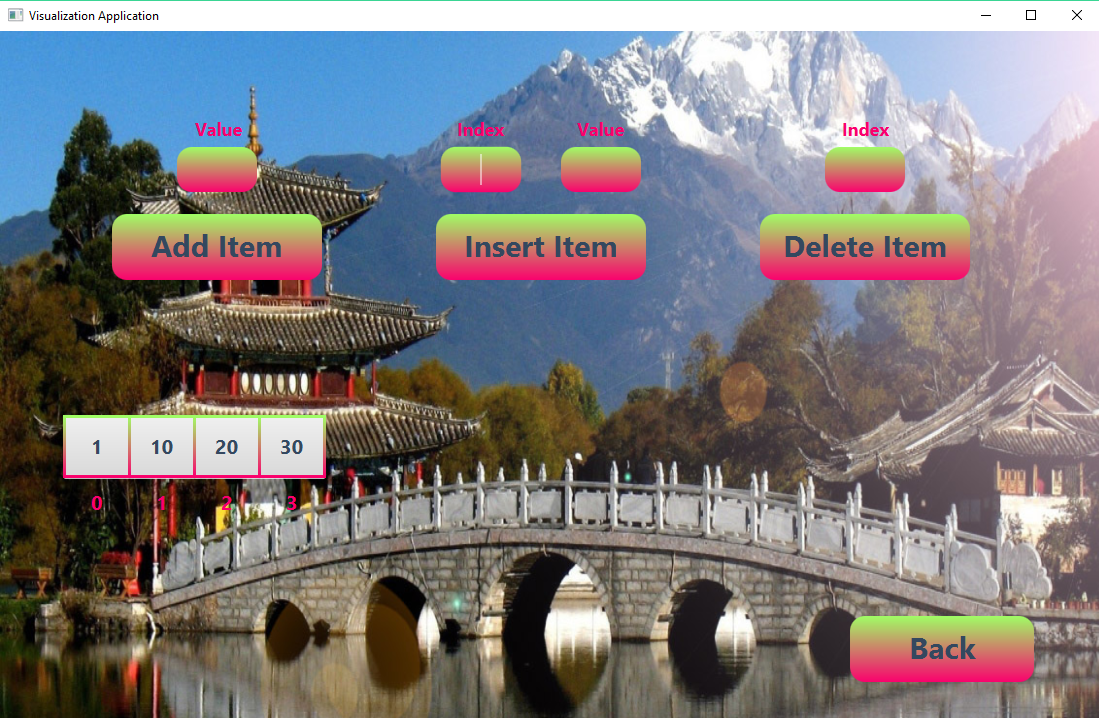 Visualization Application
Value
Index
Value
Index
Add Item
Insert Item
Delete Item
1 10 20 30
0 1 2 3
Back